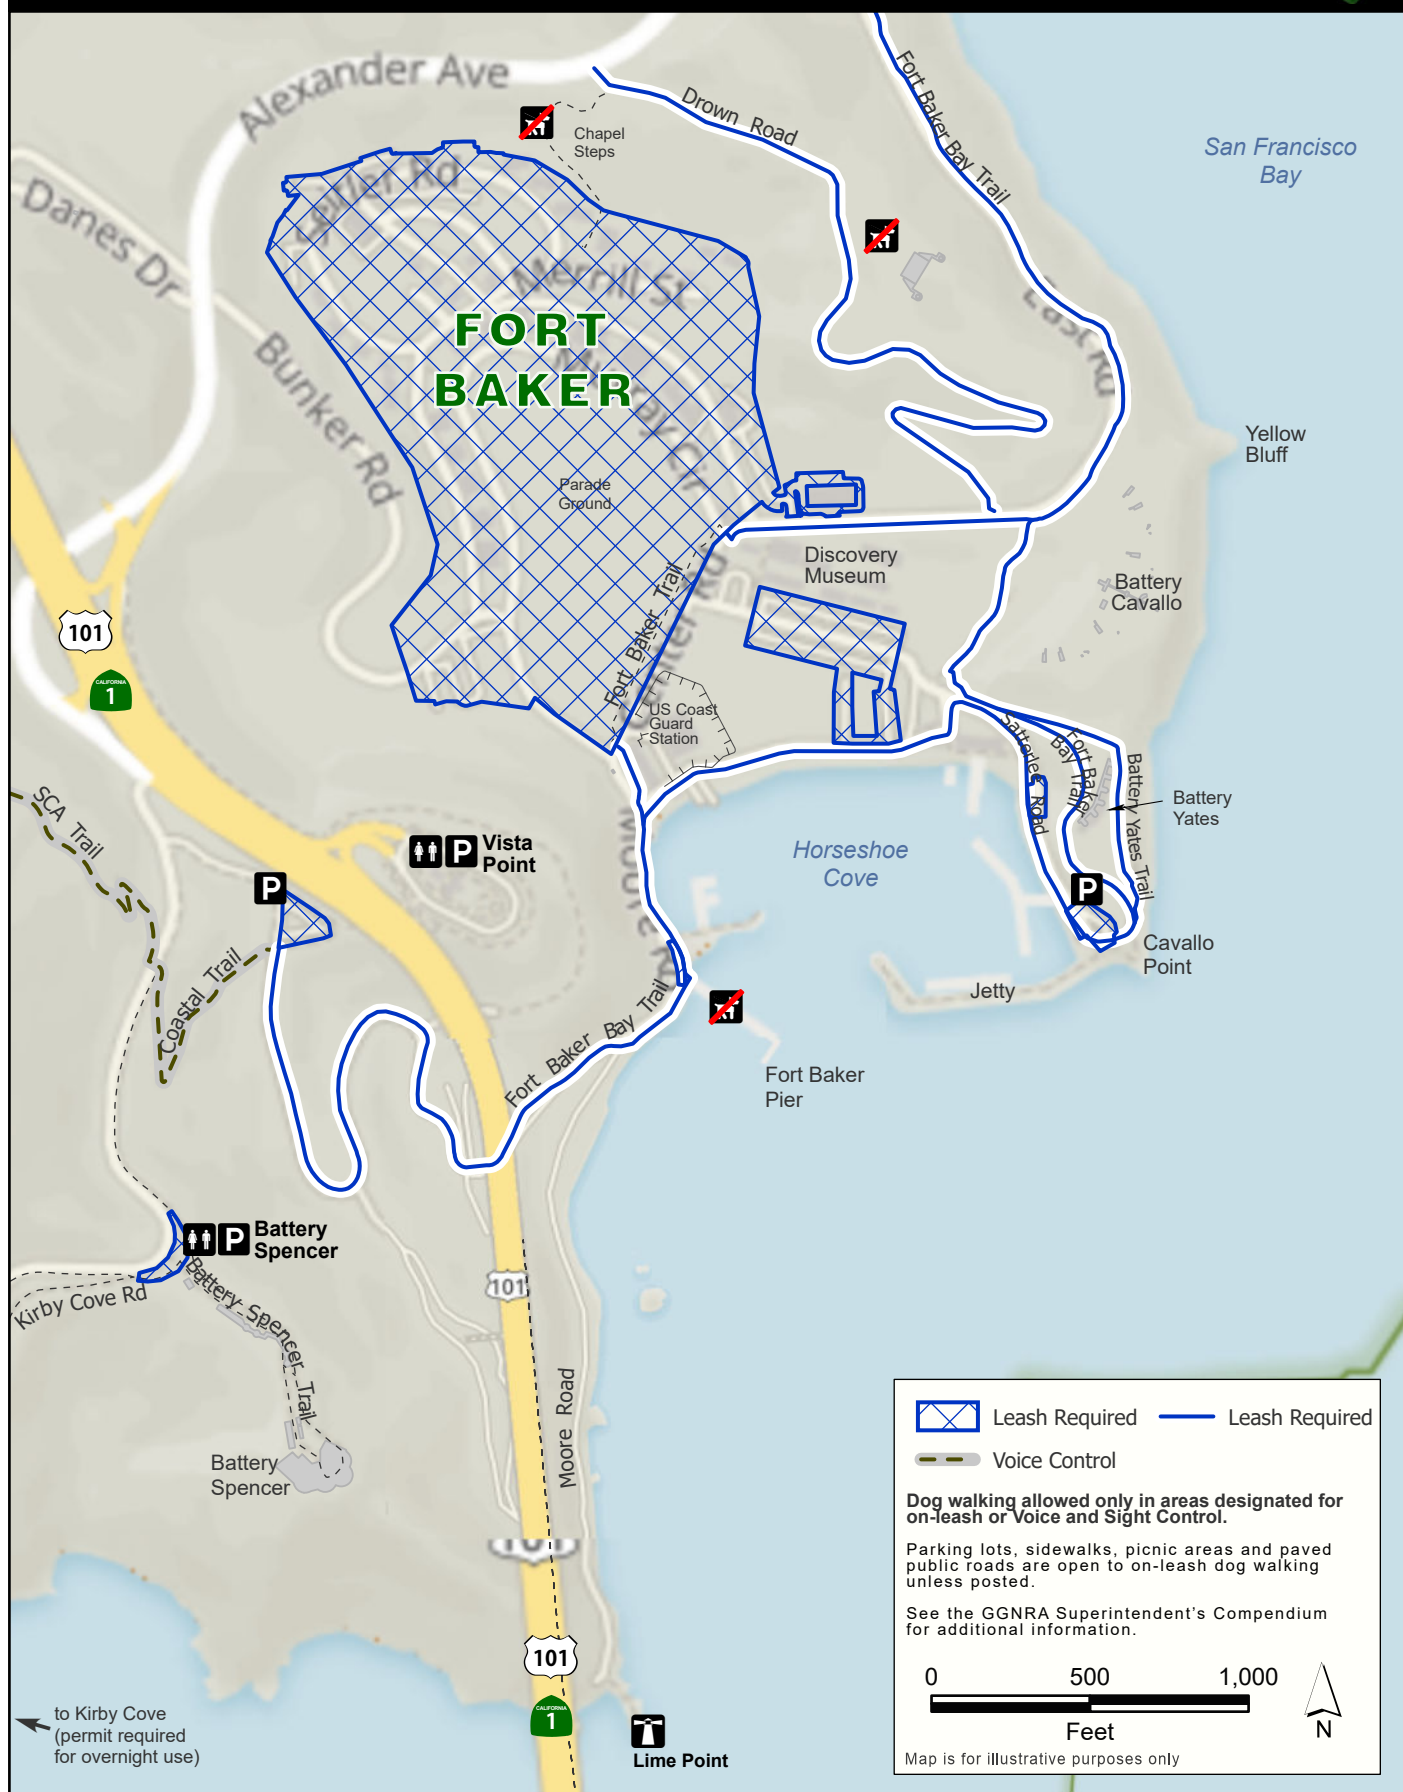 Alexander Ave
Drown Road
Fort Baker Bay Trail
San Francisco
Bay
Chapel
Steps
Danes Dr
Merrill St
East Rd
FORT
BAKER
Bunker Rd
Murray Cir
Yellow
Bluff
Parade
Ground
Discovery
Museum
Battery
Cavallo
101
CALIFORNIA
1
Fort Baker Trail
Center Rd
US Coast
Guard
Station
Satterlee Road
Fort Baker
Bay Trail
Battery Yates Trail
Battery
Yates
SCA Trail
P
Vista
Point
Moore Rd
Horseshoe
Cove
P
P
Cavallo
Point
Coastal Trail
Jetty
Fort Baker Bay Trail
Fort Baker
Pier
P
Battery
Spencer
Kirby Cove Rd
Battery Spencer Trail
101
Battery
Spencer
Moore Road
101
101
CALIFORNIA
1
to Kirby Cove
(permit required
for overnight use)
Lime Point
Leash Required
Leash Required
Voice Control
Dog walking allowed only in areas designated for
on-leash or Voice and Sight Control.
Parking lots, sidewalks, picnic areas and paved
public roads are open to on-leash dog walking
unless posted.
See the GGNRA Superintendent's Compendium
for additional information.
0 500 1,000
Feet
N
Map is for illustrative purposes only